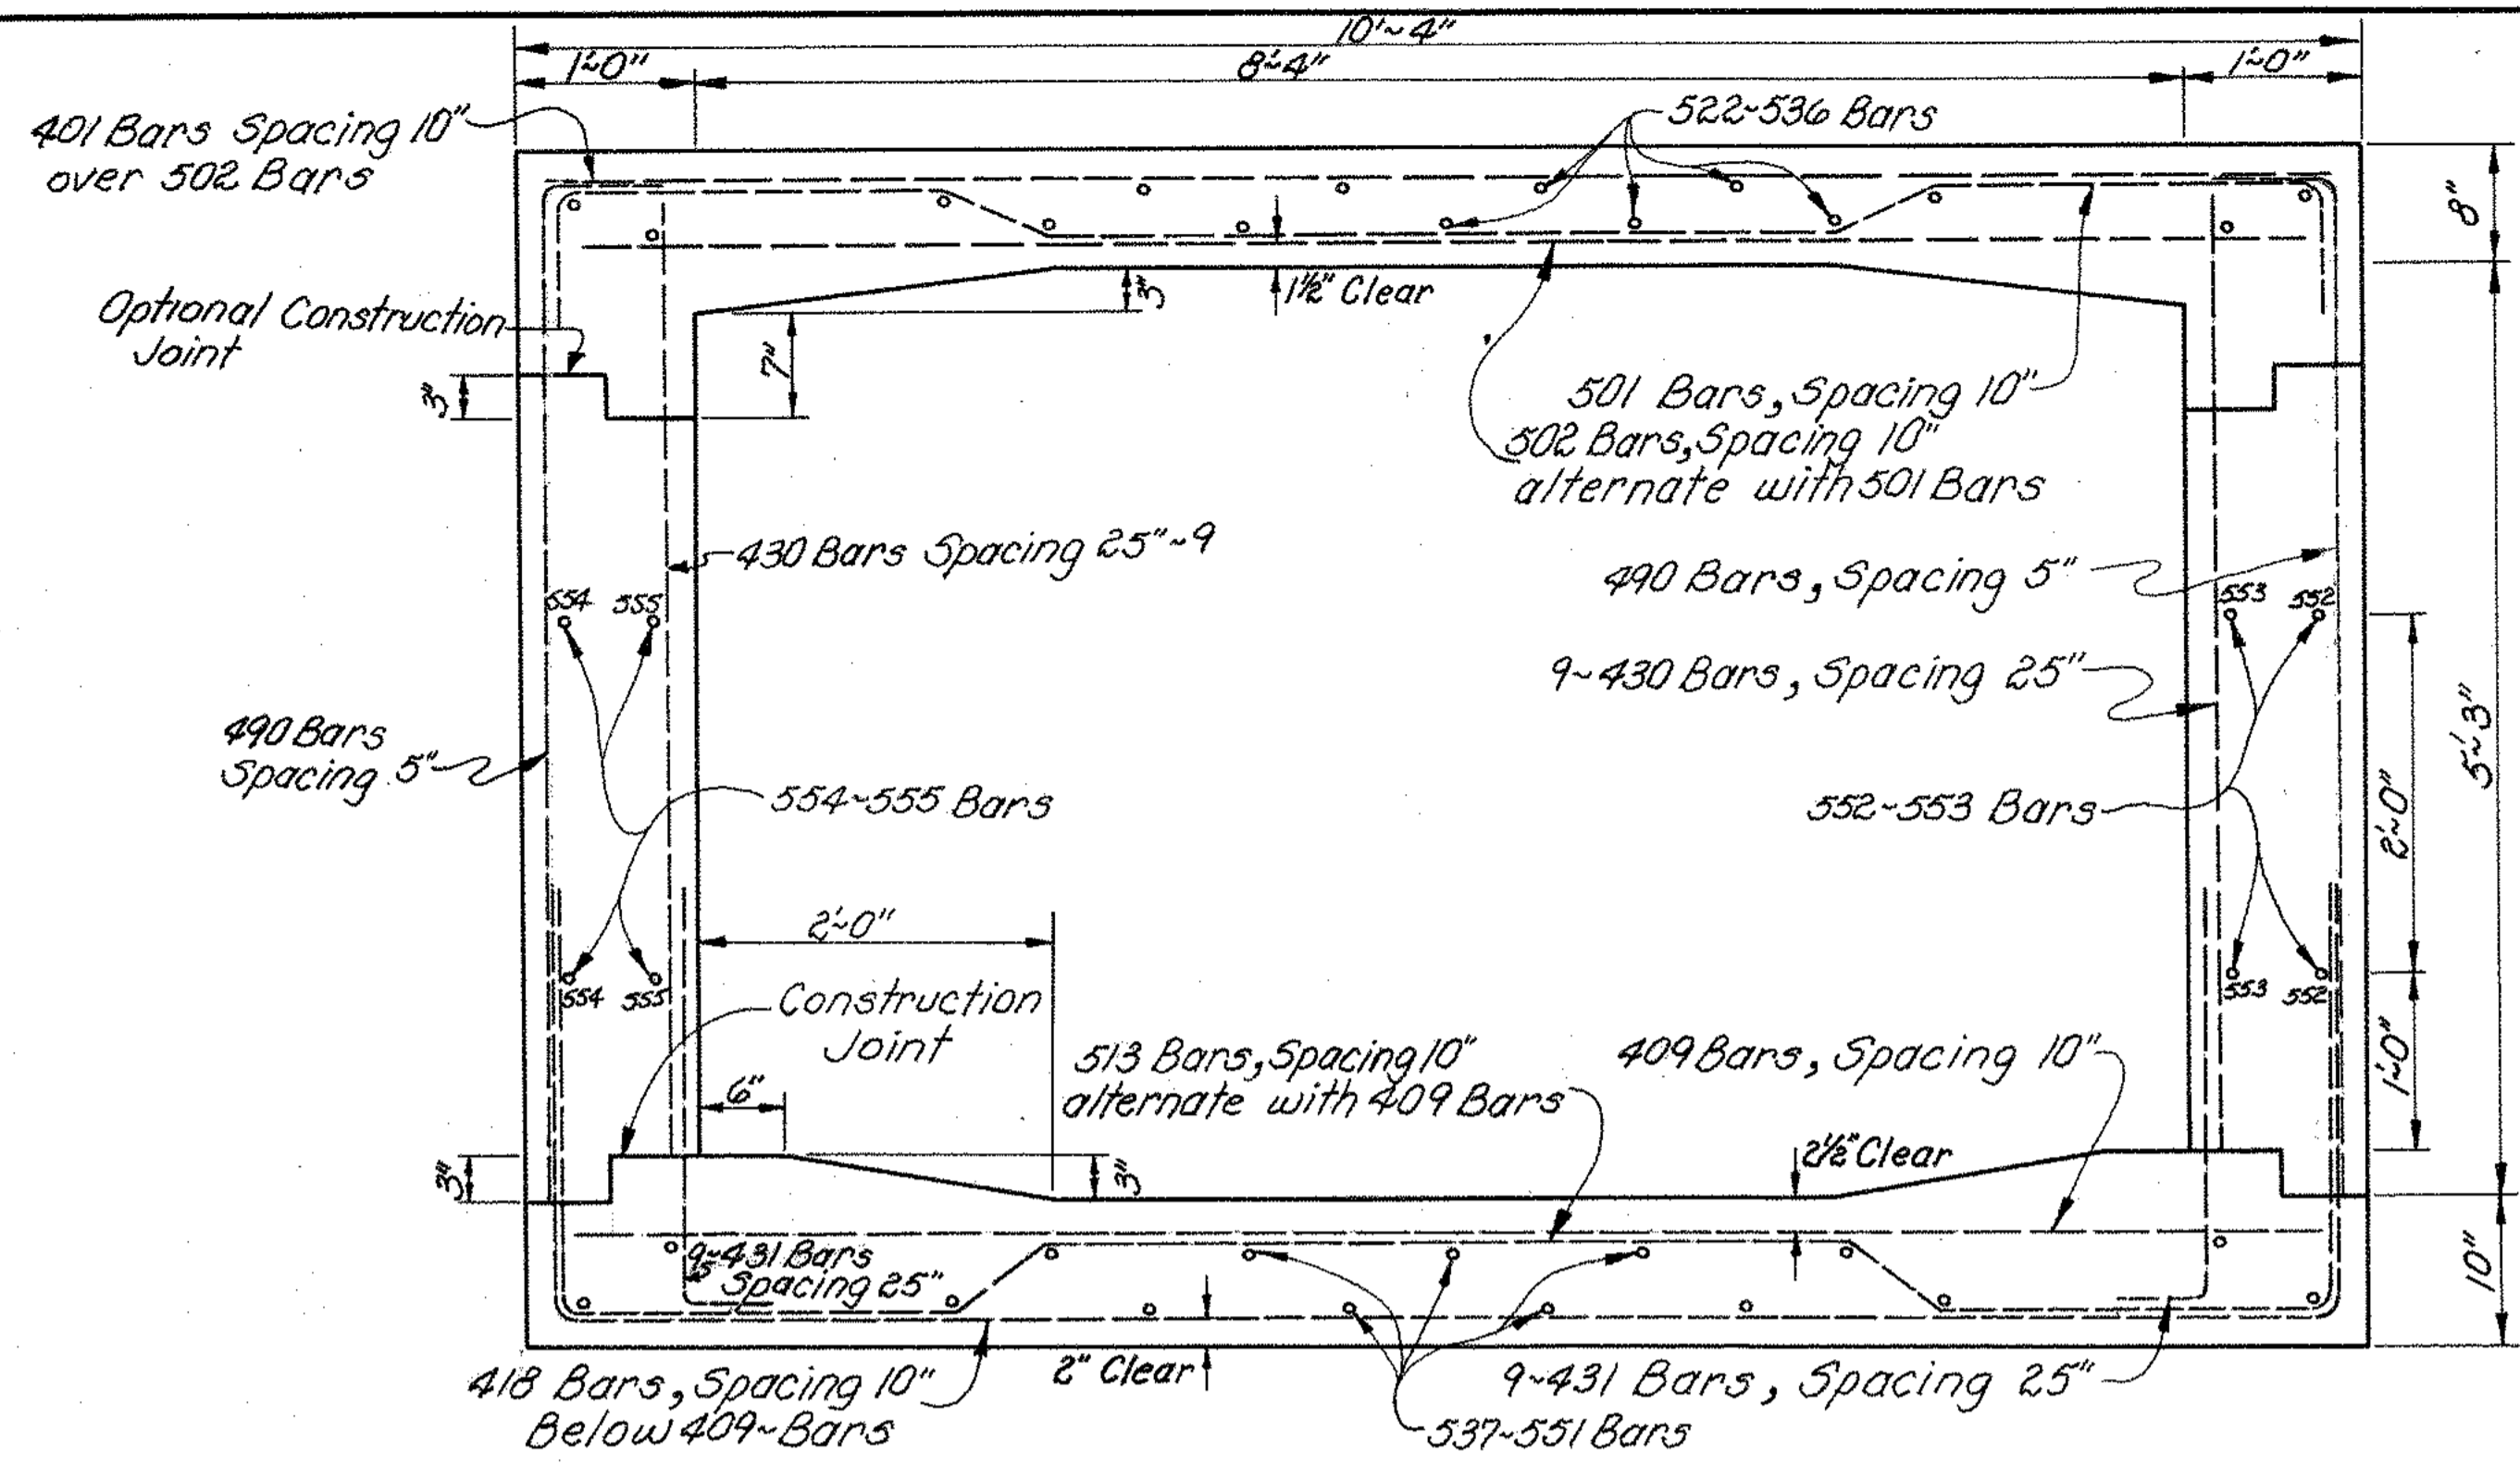 10'~4"
1'~0"
8'~4"
1'~0"
401 Bars Spacing 10"
over 502 Bars
522~536 Bars
8"
Optional Construction
Joint
3"
1½" Clear
7"
3"
501 Bars, Spacing 10"
502 Bars, Spacing 10"
alternate with 501 Bars
430 Bars Spacing 25"~9
490 Bars, Spacing 5"
554 555
553 552
9~430 Bars, Spacing 25"
490 Bars
Spacing 5"
5'~3"
554~555 Bars
552~553 Bars
2'~0"
2'~0"
554 555
553 552
Construction
Joint
513 Bars, Spacing 10"
alternate with 409 Bars
409 Bars, Spacing 10"
1'~0"
6"
2½" Clear
3"
3"
9~431 Bars
Spacing 25"
10"
418 Bars, Spacing 10"
Below 409~Bars
2" Clear
9~431 Bars, Spacing 25"
537~551 Bars